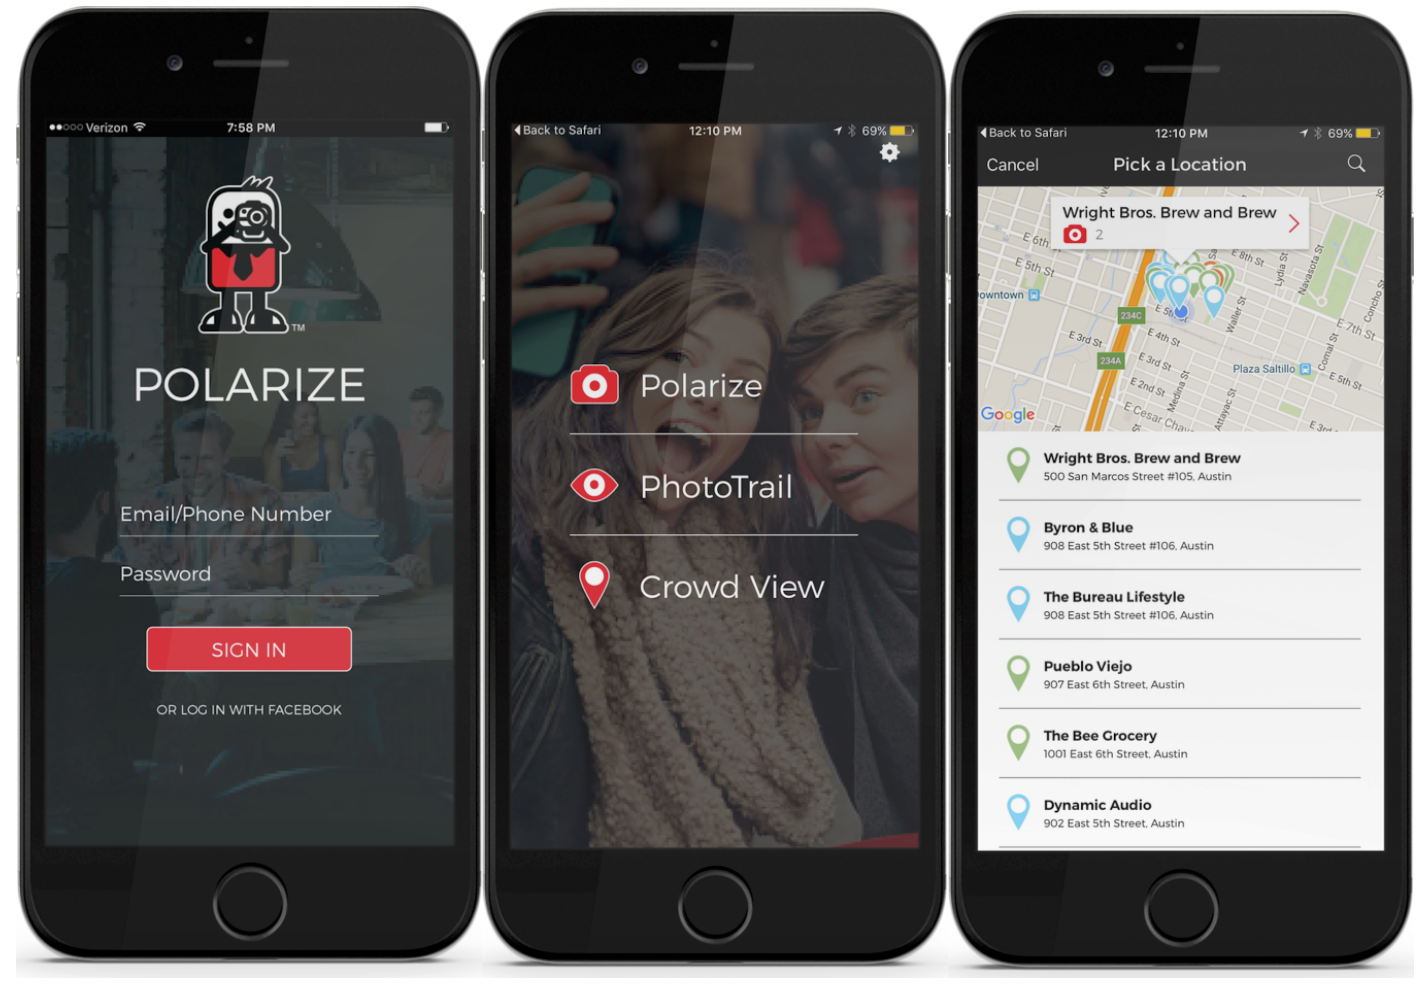 Verizon
7:58 PM
TM
POLARIZE
Email/Phone Number
Password
SIGN IN
OR LOG IN WITH FACEBOOK
Back to Safari
12:10 PM
69%
Polarize
PhotoTrail
Crowd View
Back to Safari
12:10 PM
69%
Cancel
Pick a Location
Wright Bros. Brew and Brew
2
E 6th
E 5th St
owntown
E 8th St
Lydia St
Navasota St
Concho St
234C
E 5th St
Waller St
E 7th St
E 3rd St
E 4th St
Comal St
234A
E 3rd St
Plaza Saltillo
E 5th St
E 2nd St
Medina St
Attayac St
E Cesar Chav
E 3rd
Google
Wright Bros. Brew and Brew
500 San Marcos Street #105, Austin
Byron & Blue
908 East 5th Street #106, Austin
The Bureau Lifestyle
908 East 5th Street #106, Austin
Pueblo Viejo
907 East 6th Street, Austin
The Bee Grocery
1001 East 6th Street, Austin
Dynamic Audio
902 East 5th Street, Austin